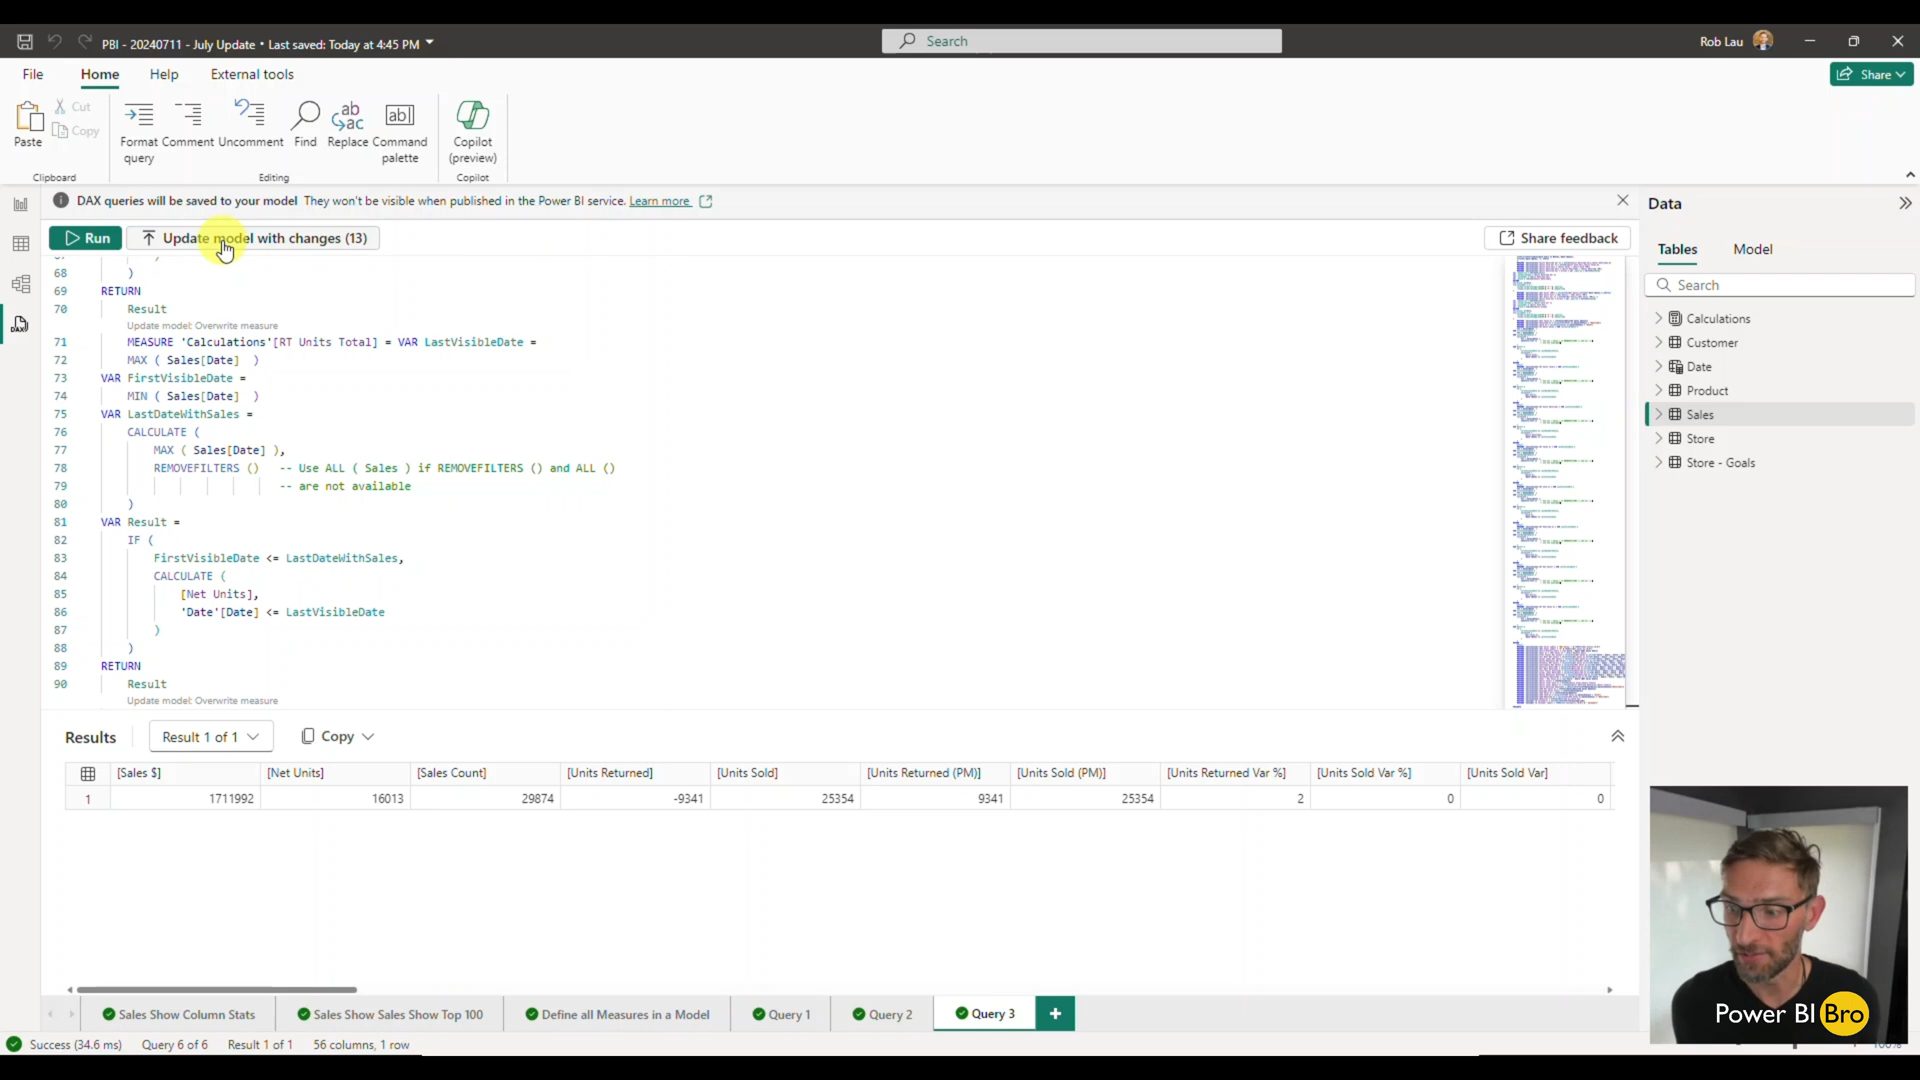 PBI - 20240711 - July Update • Last saved: Today at 4:45 PM
Search
Rob Lau
File
Home
Help
External tools
Share
Paste
Cut
Copy
Format query
Comment
Uncomment
Find
Replace
Command palette
Copilot (preview)
Clipboard
Editing
Copilot
DAX queries will be saved to your model They won't be visible when published in the Power BI service. Learn more
Run
Update model with changes (13)
Share feedback
68 )
69 RETURN
70 Result
Update model: Overwrite measure
71 MEASURE 'Calculations'[RT Units Total] = VAR LastVisibleDate =
72 MAX ( Sales[Date] )
73 VAR FirstVisibleDate =
74 MIN ( Sales[Date] )
75 VAR LastDateWithSales =
76 CALCULATE (
77 MAX ( Sales[Date] ),
78 REMOVEFILTERS () -- Use ALL ( Sales ) if REMOVEFILTERS () and ALL ()
79 -- are not available
80 )
81 VAR Result =
82 IF (
83 FirstVisibleDate <= LastDateWithSales,
84 CALCULATE (
85 [Net Units],
86 'Date'[Date] <= LastVisibleDate
87 )
88 )
89 RETURN
90 Result
Update model: Overwrite measure
Data
Tables
Model
Search
Calculations
Customer
Date
Product
Sales
Store
Store - Goals
Results
Result 1 of 1
Copy
[Sales $] [Net Units] [Sales Count] [Units Returned] [Units Sold] [Units Returned (PM)] [Units Sold (PM)] [Units Returned Var %] [Units Sold Var %] [Units Sold Var]
1 1711992 16013 29874 -9341 25354 9341 25354 2 0 0
Sales Show Column Stats
Sales Show Sales Show Top 100
Define all Measures in a Model
Query 1
Query 2
Query 3
Success (34.6 ms) Query 6 of 6 Result 1 of 1 56 columns, 1 row
Power BI Bro